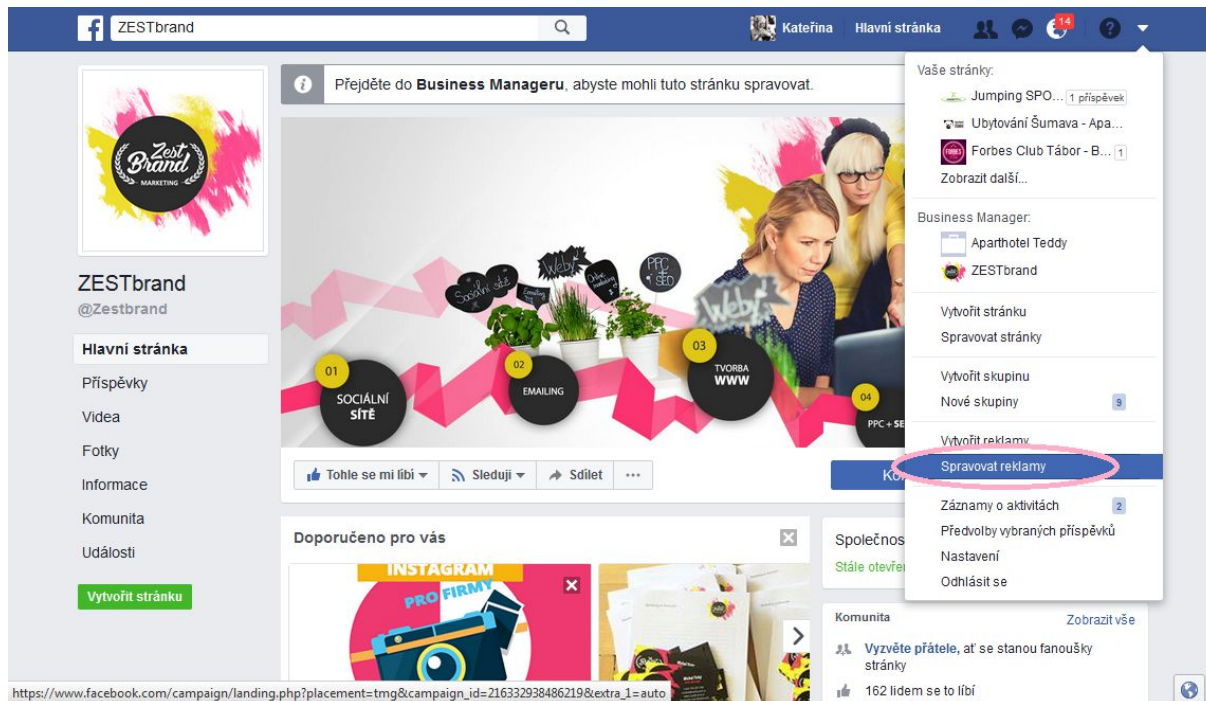 ZESTbrand
Kateřina
Hlavní stránka
14
Přejděte do Business Manageru, abyste mohli tuto stránku spravovat.
Zest
Brand
MARKETING
ZESTbrand
@Zestbrand
Hlavní stránka
Příspěvky
Videa
Fotky
Informace
Komunita
Události
Vytvořit stránku
Sociální sítě
Emailing
Weby
Online
marketing
PPC
+
SEO
Weby
01
SOCIÁLNÍ
SÍTĚ
02
EMAILING
03
TVORBA
WWW
04
PPC + SE
Tohle se mi líbí
Sleduji
Sdílet
Doporučeno pro vás
INSTAGRAM
PRO FIRMY
Společnos
Stále otevře
Komunita
Zobrazit vše
Vyzvěte přátele, ať se stanou fanoušky
stránky
162 lidem se to líbí
Vaše stránky:
Jumping SPO... 1 příspěvek
Ubytování Šumava - Apa...
Forbes Club Tábor - B... 1
Zobrazit další...
Business Manager:
Aparthotel Teddy
ZESTbrand
Vytvořit stránku
Spravovat stránky
Vytvořit skupinu
Nové skupiny 9
Vytvořit reklamy
Spravovat reklamy
Záznamy o aktivitách 2
Předvolby vybraných příspěvků
Nastavení
Odhlásit se
https://www.facebook.com/campaign/landing.php?placement=tmg&campaign_id=216332938486219&extra_1=auto